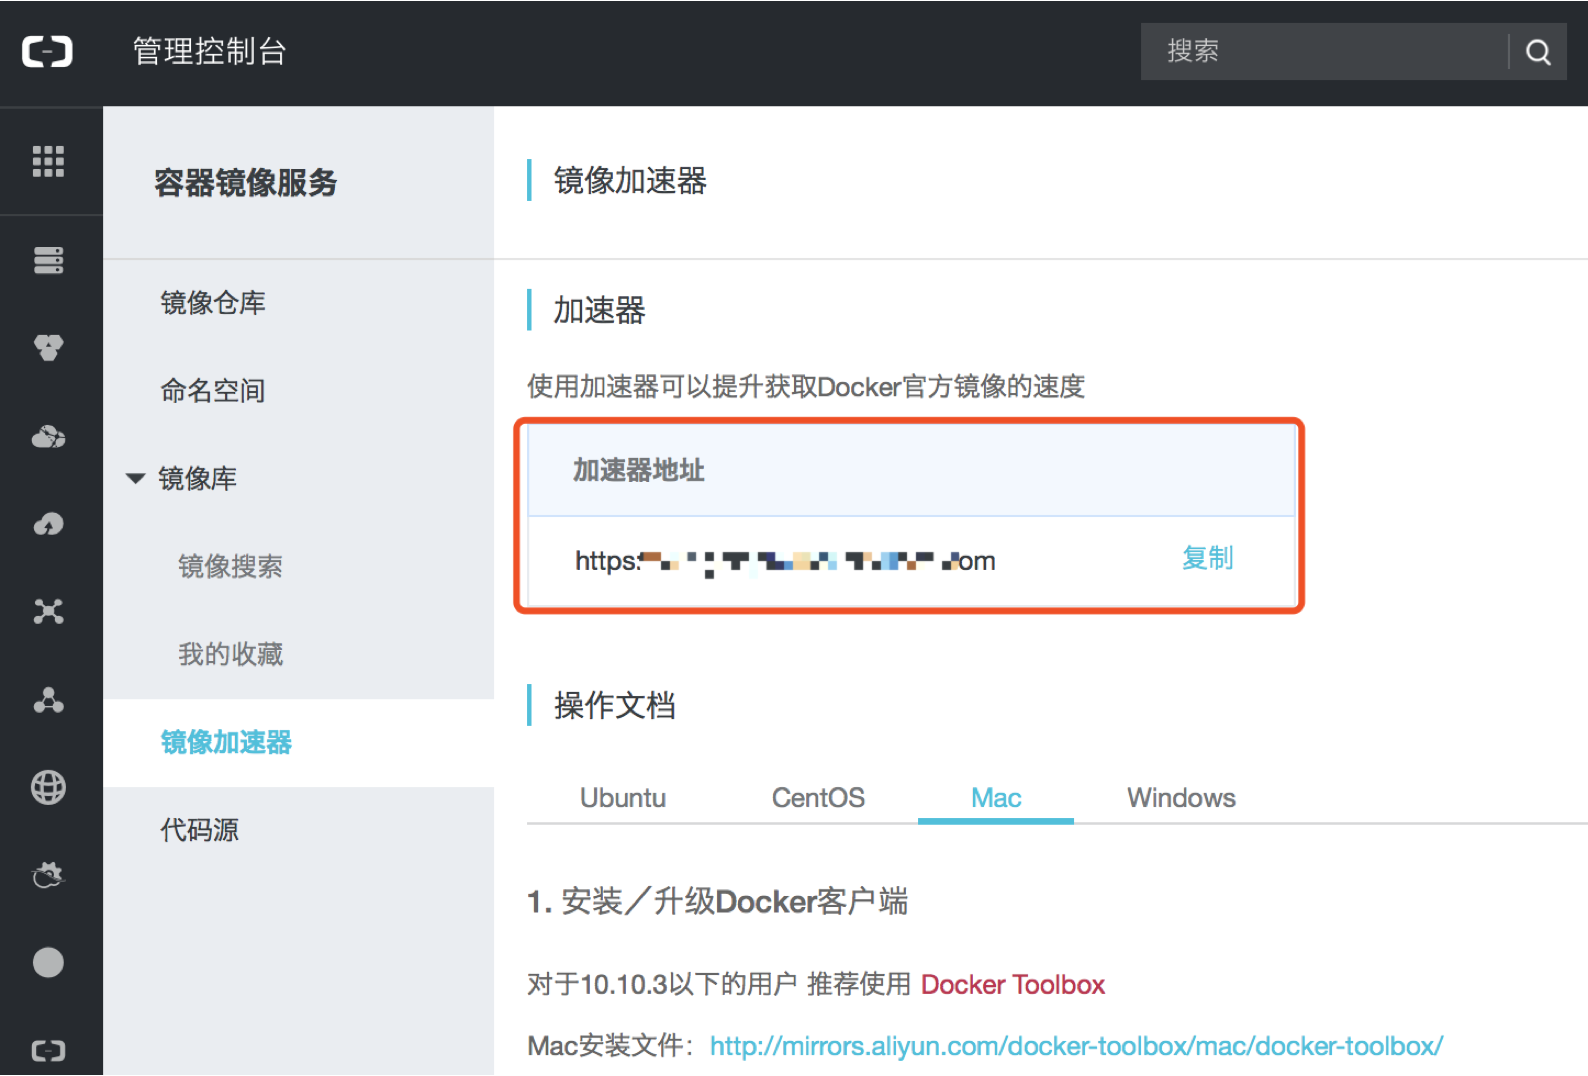 管理控制台
搜索
容器镜像服务
镜像仓库
命名空间
镜像库
镜像搜索
我的收藏
镜像加速器
代码源
镜像加速器
加速器
使用加速器可以提升获取Docker官方镜像的速度
加速器地址
https: om
复制
操作文档
Ubuntu
CentOS
Mac
Windows
1. 安装／升级Docker客户端
对于10.10.3以下的用户 推荐使用 Docker Toolbox
Mac安装文件：http://mirrors.aliyun.com/docker-toolbox/mac/docker-toolbox/